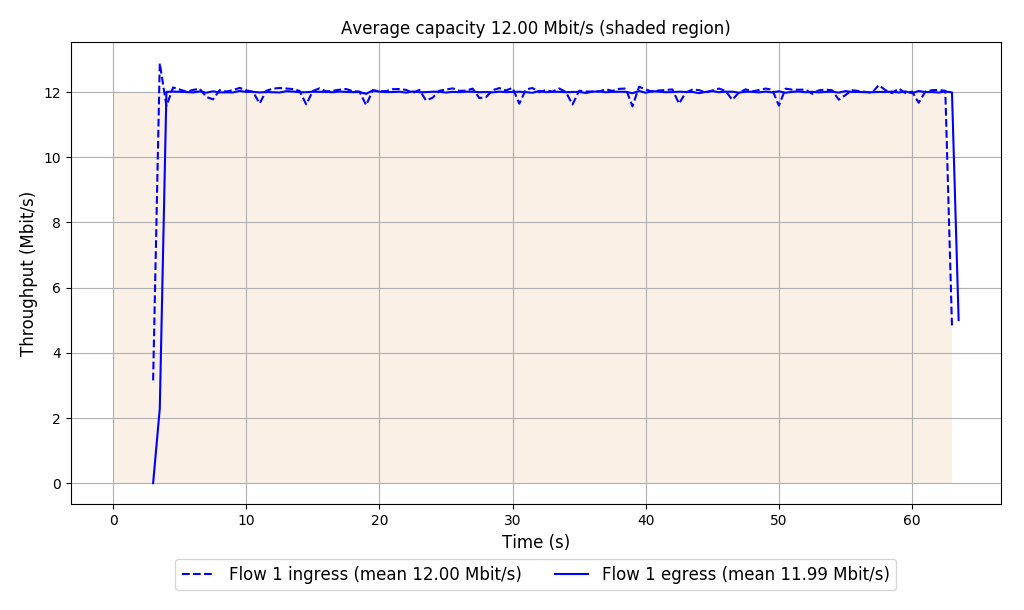 Average capacity 12.00 Mbit/s (shaded region)
Throughput (Mbit/s)
12
10
8
6
4
2
0
0 10 20 30 40 50 60
Time (s)
Flow 1 ingress (mean 12.00 Mbit/s) Flow 1 egress (mean 11.99 Mbit/s)